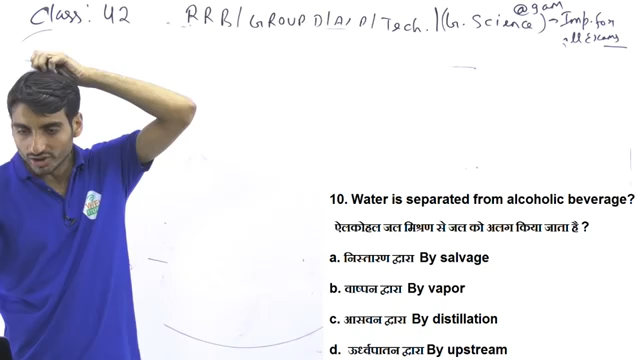 Class: 42 RRB/GROUP D/A/P/Tech./(G. Science)→Imp. for
@9am
all Exams
10. Water is separated from alcoholic beverage?
ऐलकोहल जल मिश्रण से जल को अलग किया जाता है ?
a. निस्तारण द्वारा By salvage
b. वाष्पन द्वारा By vapor
c. आसवन द्वारा By distillation
d. ऊर्ध्वपातन द्वारा By upstream